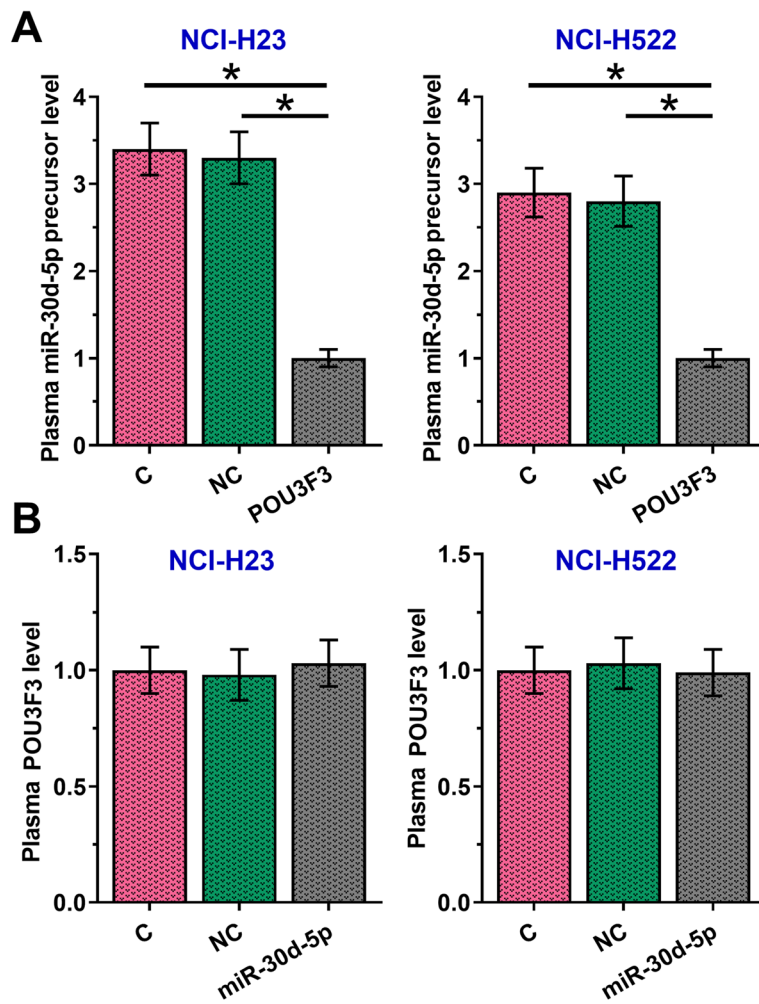 A
NCI-H23
NCI-H522
*
*
*
*
Plasma miR-30d-5p precursor level
4
3
2
1
0
C
NC
POU3F3
Plasma miR-30d-5p precursor level
4
3
2
1
0
C
NC
POU3F3
B
NCI-H23
NCI-H522
Plasma POU3F3 level
1.5
1.0
0.5
0.0
C
NC
miR-30d-5p
Plasma POU3F3 level
1.5
1.0
0.5
0.0
C
NC
miR-30d-5p